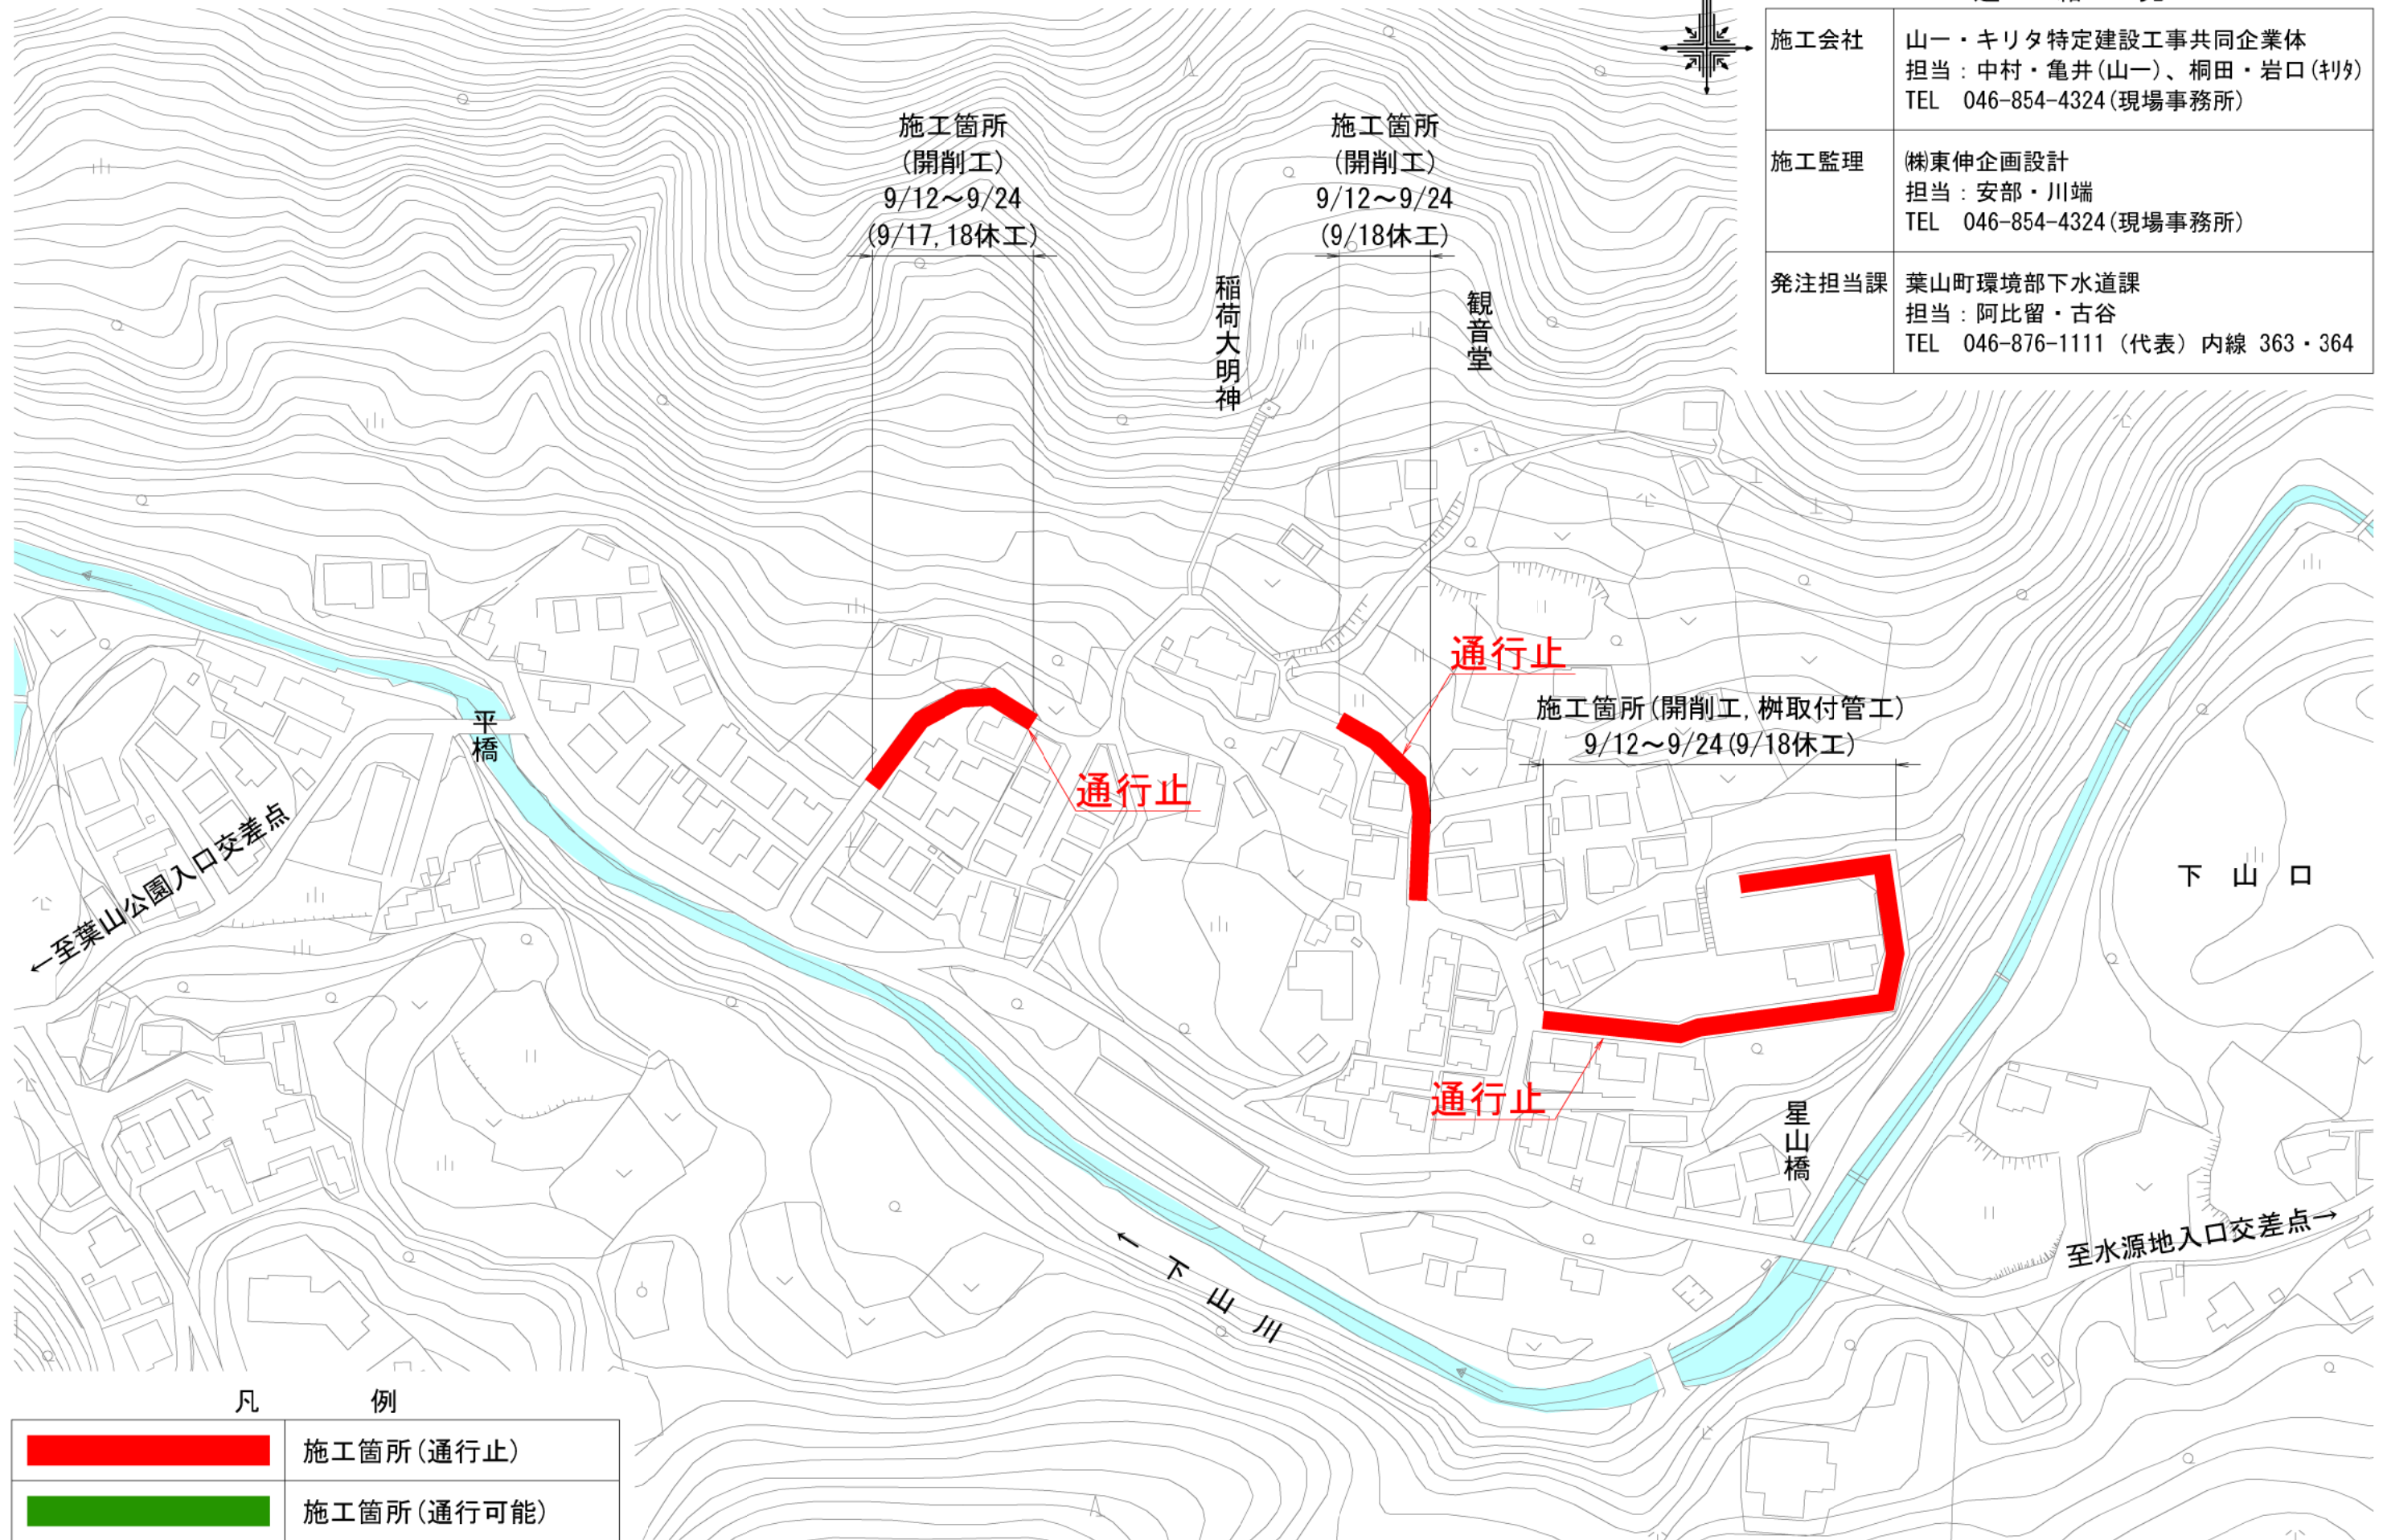 施工会社
山一・キリタ特定建設工事共同企業体
担当：中村・亀井(山一)、桐田・岩口(ｷﾘﾀ)
TEL　046-854-4324(現場事務所)
施工監理
㈱東伸企画設計
担当：安部・川端
TEL　046-854-4324(現場事務所)
発注担当課
葉山町環境部下水道課
担当：阿比留・古谷
TEL　046-876-1111（代表）内線 363・364
施工箇所
(開削工)
9/12～9/24
(9/17,18休工)
施工箇所
(開削工)
9/12～9/24
(9/18休工)
稲荷大明神
観音堂
通行止
施工箇所(開削工,桝取付管工)
9/12～9/24(9/18休工)
平橋
通行止
←至葉山公園入口交差点
下 山 口
通行止
星山橋
至水源地入口交差点→
←下山川
凡　例
施工箇所(通行止)
施工箇所(通行可能)